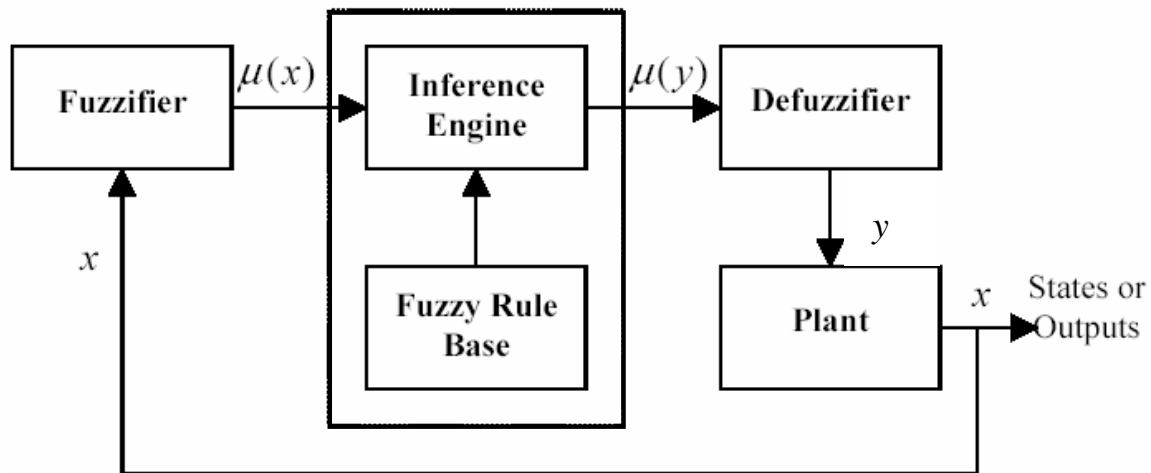 Fuzzifier
μ(x)
Inference
Engine
μ(y)
Defuzzifier
x
y
Fuzzy Rule
Base
Plant
x
States or
Outputs